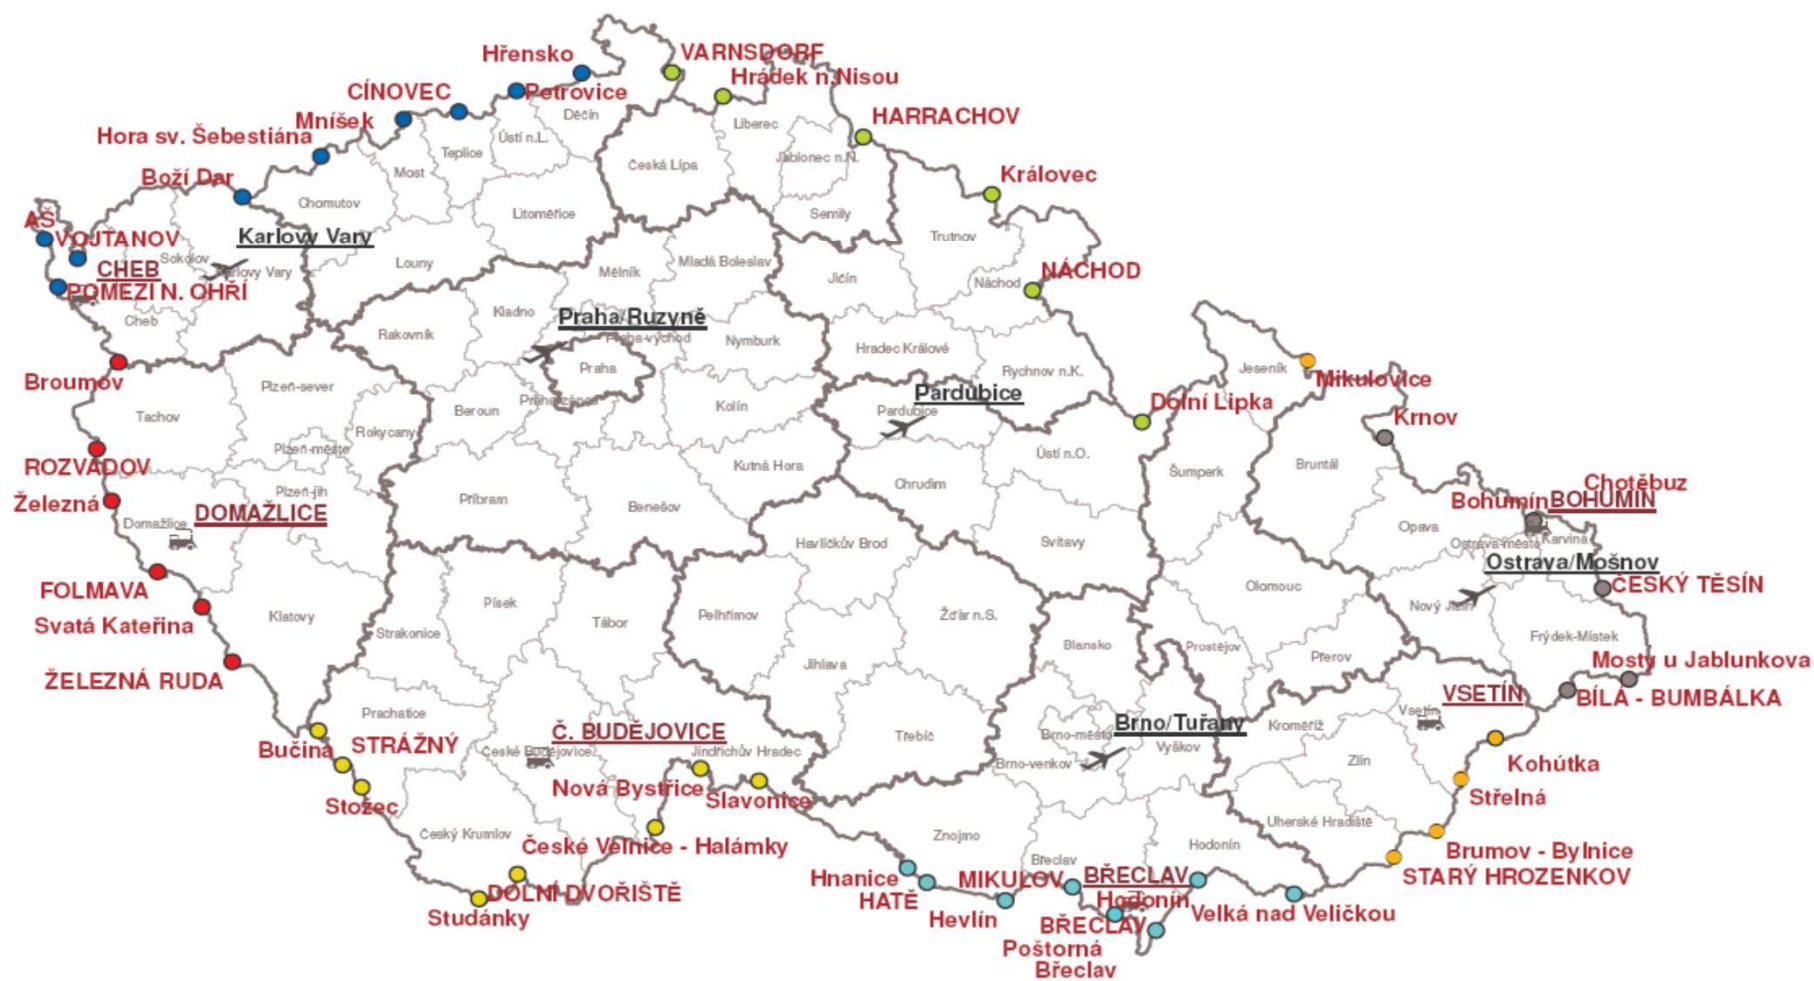 Hřensko
VARNSDORF
Hrádek n.Nisou
CÍNOVEC
Petrovice
Děčín
HARRACHOV
Mníšek
Hora sv. Šebestiána
Ústí n.L.
Liberec
Teplice
Jablonec n.N.
Česká Lípa
Most
Boží Dar
Královec
Chomutov
Litoměřice
Semily
AŠ
VOJTANOV
Karlovy Vary
Trutnov
Sokolov
CHEB
Karlovy Vary
Louny
Mělník
Mladá Boleslav
Jičín
NÁCHOD
Náchod
POMEZÍ N. OHŘÍ
Cheb
Kladno
Praha/Ruzyně
Rakovník
Praha-východ
Nymburk
Hradec Králové
Praha
Rychnov n.K.
Jeseník
Mikulovice
Broumov
Plzeň-sever
Pardubice
Dolní Lipka
Praha-západ
Beroun
Kolín
Pardubice
Tachov
Krnov
Rokycany
Plzeň-město
Ústí n.O.
ROZVADOV
Kutná Hora
Bruntál
Šumperk
Chrudim
Chotěbuz
Plzeň-jih
Železná
DOMAŽLICE
Domažlice
Příbram
Benešov
Bohumín
BOHUMÍN
Opava
Havlíčkův Brod
Svitavy
Ostrava-město
Karviná
Ostrava/Mošnov
FOLMAVA
Olomouc
ČESKÝ TĚSÍN
Písek
Nový Jičín
Klatovy
Pelhřimov
Žďár n.S.
Svatá Kateřina
Tábor
Strakonice
Frýdek-Místek
Blansko
Prostějov
Přerov
Jihlava
Mosty u Jablunkova
ŽELEZNÁ RUDA
VSETÍN
BÍLÁ - BUMBÁLKA
Prachatice
Vsetín
Č. BUDĚJOVICE
Brno/Tuřany
Kroměříž
Třebíč
Brno-město
Bučina
STRÁŽNÝ
České Budějovice
Jindřichův Hradec
Vyškov
Brno-venkov
Zlín
Kohútka
Nová Bystřice
Slavonice
Střelná
Stožec
Český Krumlov
Uherské Hradiště
Znojmo
České Velnice - Halámky
Hodonín
Brumov - Bylnice
Břeclav
Hnanice
MIKULOV
BŘECLAV
STARÝ HROZENKOV
DOLNÍ DVOŘIŠTĚ
HATĚ
Hodonín
Studánky
Hevlín
Velká nad Veličkou
BŘECLAV
Poštorná
Břeclav